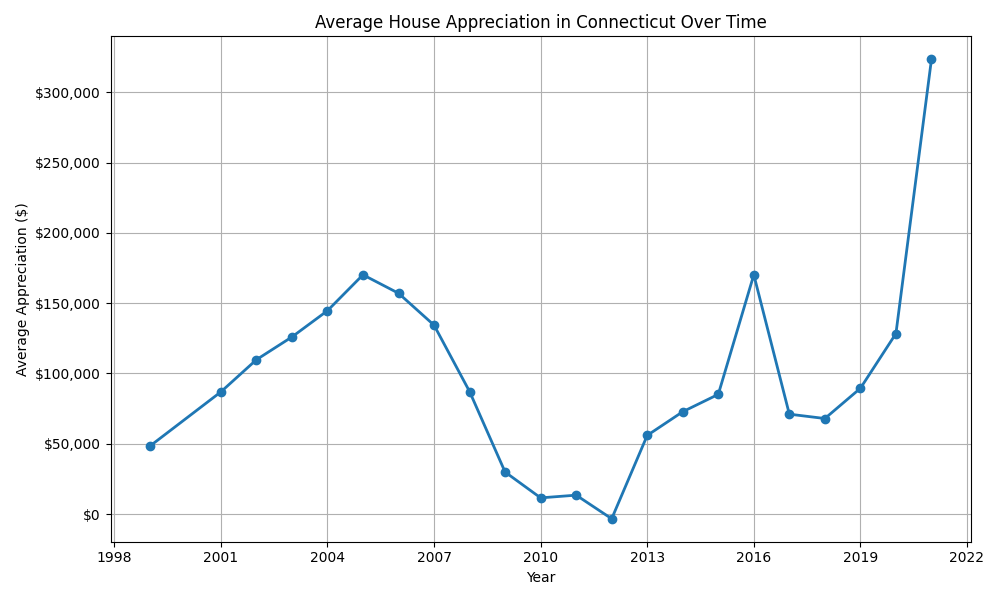 Average House Appreciation in Connecticut Over Time
Average Appreciation ($)
$300,000
$250,000
$200,000
$150,000
$100,000
$50,000
$0
1998 2001 2004 2007 2010 2013 2016 2019 2022
Year